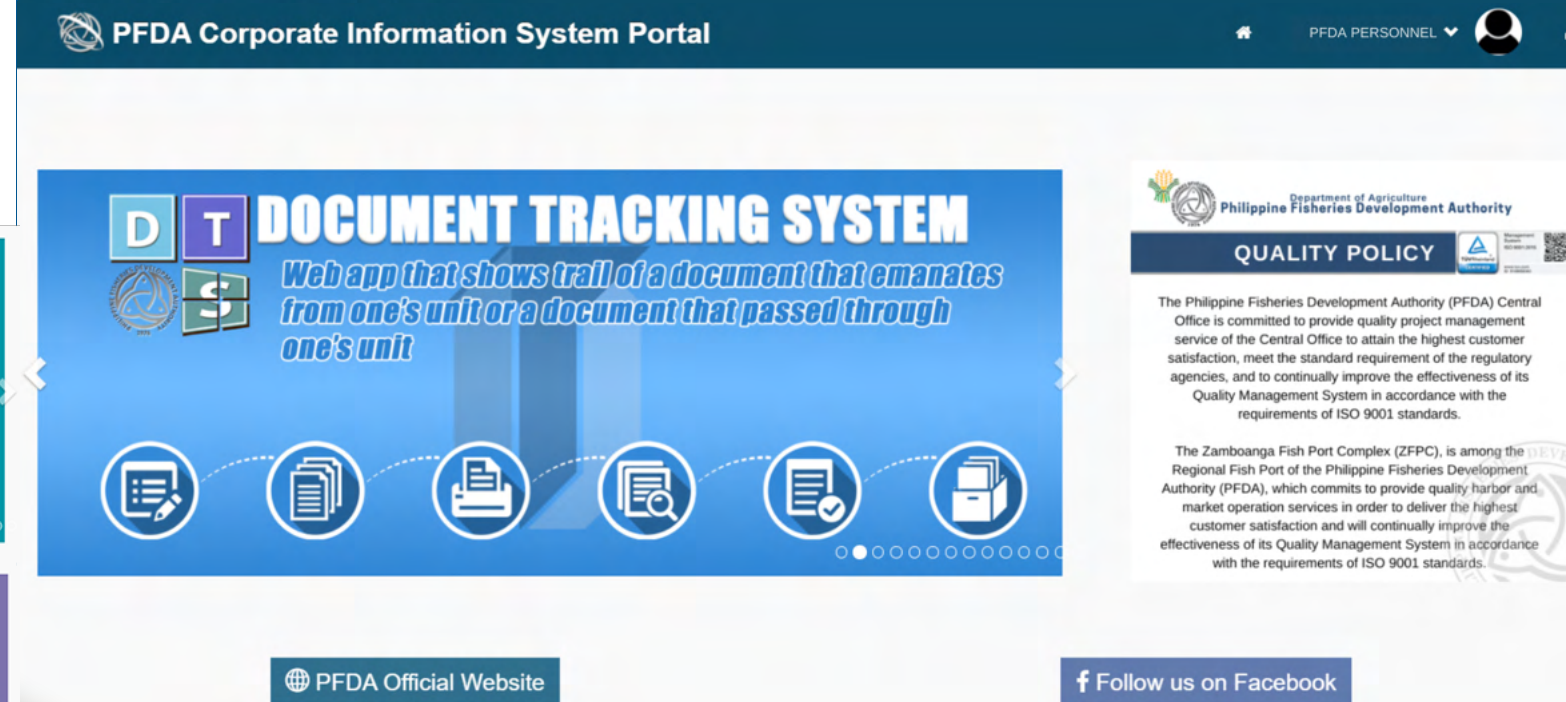 PFDA Corporate Information System Portal
PFDA PERSONNEL
D T S
DOCUMENT TRACKING SYSTEM
Web app that shows trail of a document that emanates
from one's unit or a document that passed through
one's unit
Department of Agriculture
Philippine Fisheries Development Authority
QUALITY POLICY
The Philippine Fisheries Development Authority (PFDA) Central
Office is committed to provide quality project management
service of the Central Office to attain the highest customer
satisfaction, meet the standard requirement of the regulatory
agencies, and to continually improve the effectiveness of its
Quality Management System in accordance with the
requirements of ISO 9001 standards.
The Zamboanga Fish Port Complex (ZFPC), is among the
Regional Fish Port of the Philippine Fisheries Development
Authority (PFDA), which commits to provide quality harbor and
market operation services in order to deliver the highest
customer satisfaction and will continually improve the
effectiveness of its Quality Management System in accordance
with the requirements of ISO 9001 standards.
PFDA Official Website
Follow us on Facebook